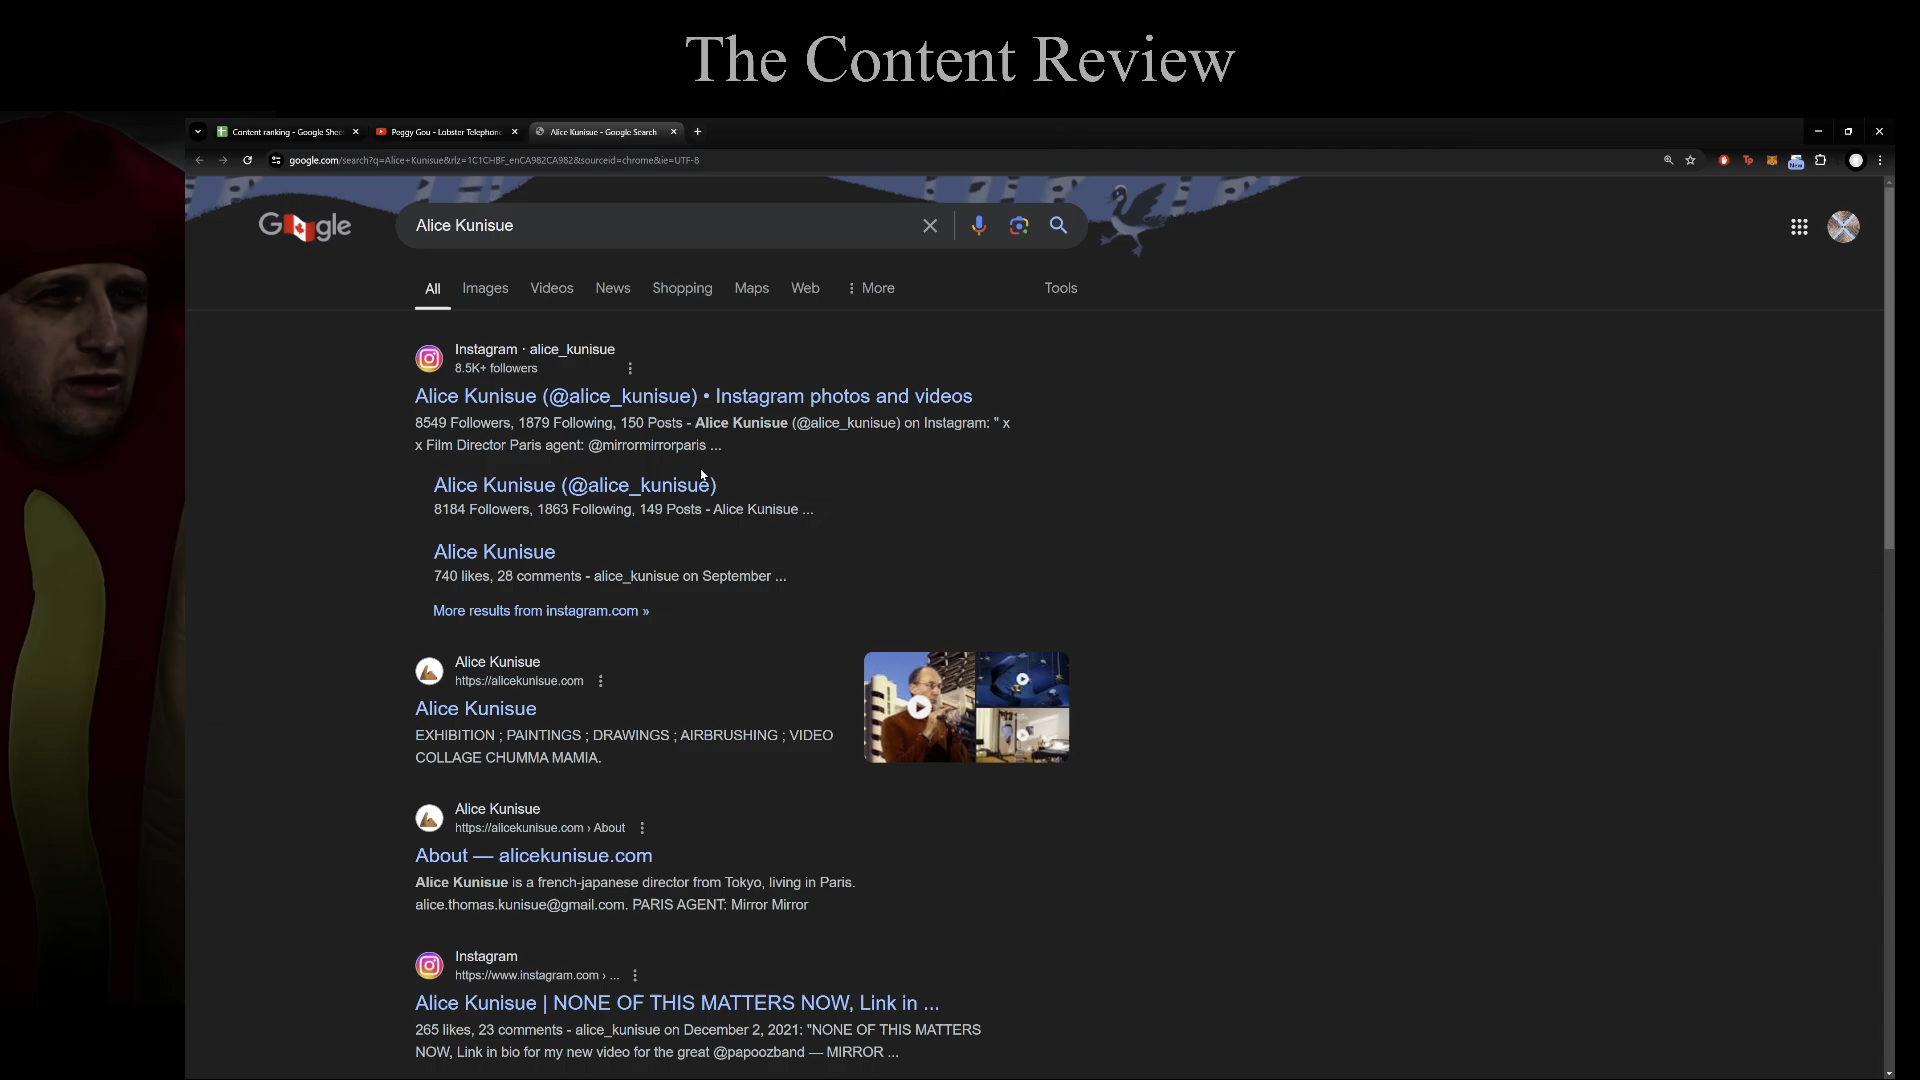 The Content Review
Content ranking - Google Shee
Peggy Gou - Lobster Telephone
Alice Kunisue - Google Search
google.com/search?q=Alice+Kunisue&rlz=1C1CHBF_enCA982CA982&sourceid=chrome&ie=UTF-8
Tp
New
Google
Alice Kunisue
All Images Videos News Shopping Maps Web More Tools
Instagram · alice_kunisue
8.5K+ followers
Alice Kunisue (@alice_kunisue) • Instagram photos and videos
8549 Followers, 1879 Following, 150 Posts - Alice Kunisue (@alice_kunisue) on Instagram: " x
x Film Director Paris agent: @mirrormirrorparis ...
Alice Kunisue (@alice_kunisue)
8184 Followers, 1863 Following, 149 Posts - Alice Kunisue ...
Alice Kunisue
740 likes, 28 comments - alice_kunisue on September ...
More results from instagram.com »
Alice Kunisue
https://alicekunisue.com
Alice Kunisue
EXHIBITION ; PAINTINGS ; DRAWINGS ; AIRBRUSHING ; VIDEO
COLLAGE CHUMMA MAMIA.
Alice Kunisue
https://alicekunisue.com › About
About — alicekunisue.com
Alice Kunisue is a french-japanese director from Tokyo, living in Paris.
alice.thomas.kunisue@gmail.com. PARIS AGENT: Mirror Mirror
Instagram
https://www.instagram.com › ...
Alice Kunisue | NONE OF THIS MATTERS NOW, Link in ...
265 likes, 23 comments - alice_kunisue on December 2, 2021: "NONE OF THIS MATTERS
NOW, Link in bio for my new video for the great @papoozband — MIRROR ...